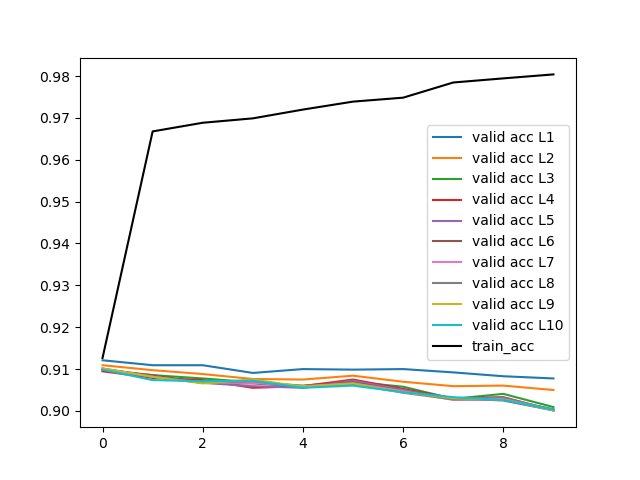 0.98
0.97
0.96
0.95
0.94
0.93
0.92
0.91
0.90
0 2 4 6 8
valid acc L1
valid acc L2
valid acc L3
valid acc L4
valid acc L5
valid acc L6
valid acc L7
valid acc L8
valid acc L9
valid acc L10
train_acc